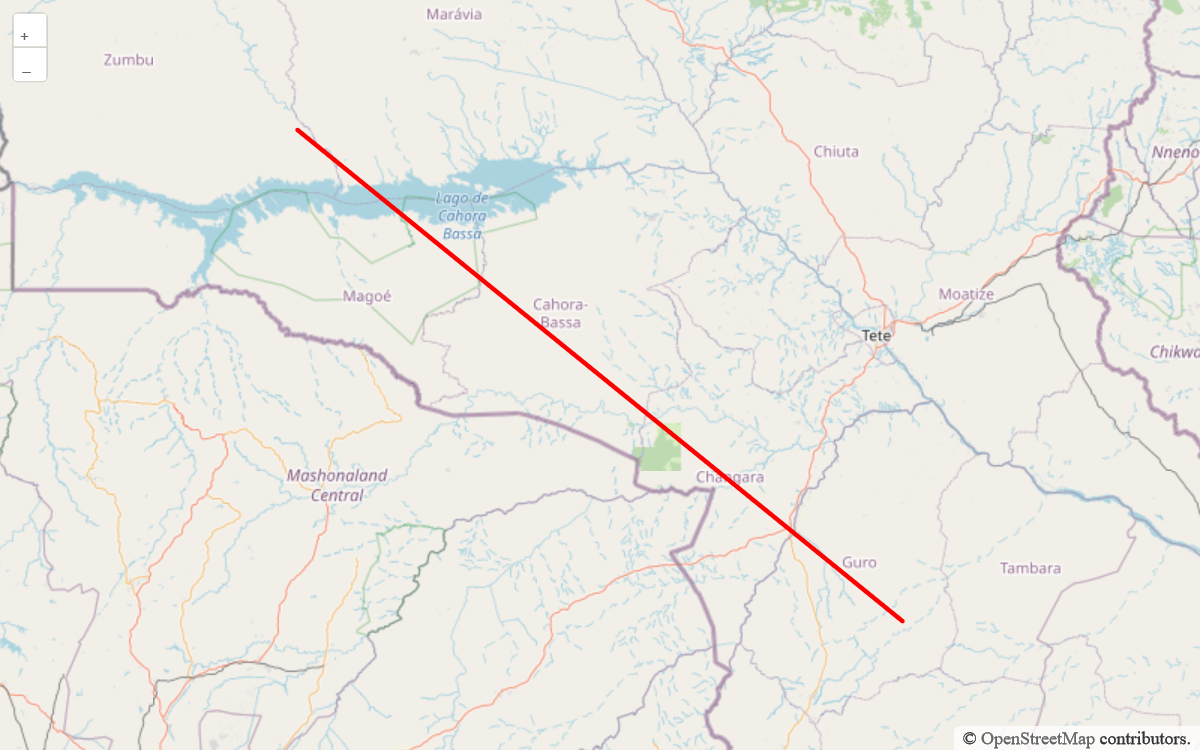 Marávia
+
Zumbu
–
Chiuta
Nneno
Lago de
Cahora
Bassa
Magoé
Cahora-
Bassa
Moatize
Tete
Chikwa
Mashonaland
Central
Changara
Guro
Tambara
© OpenStreetMap contributors.